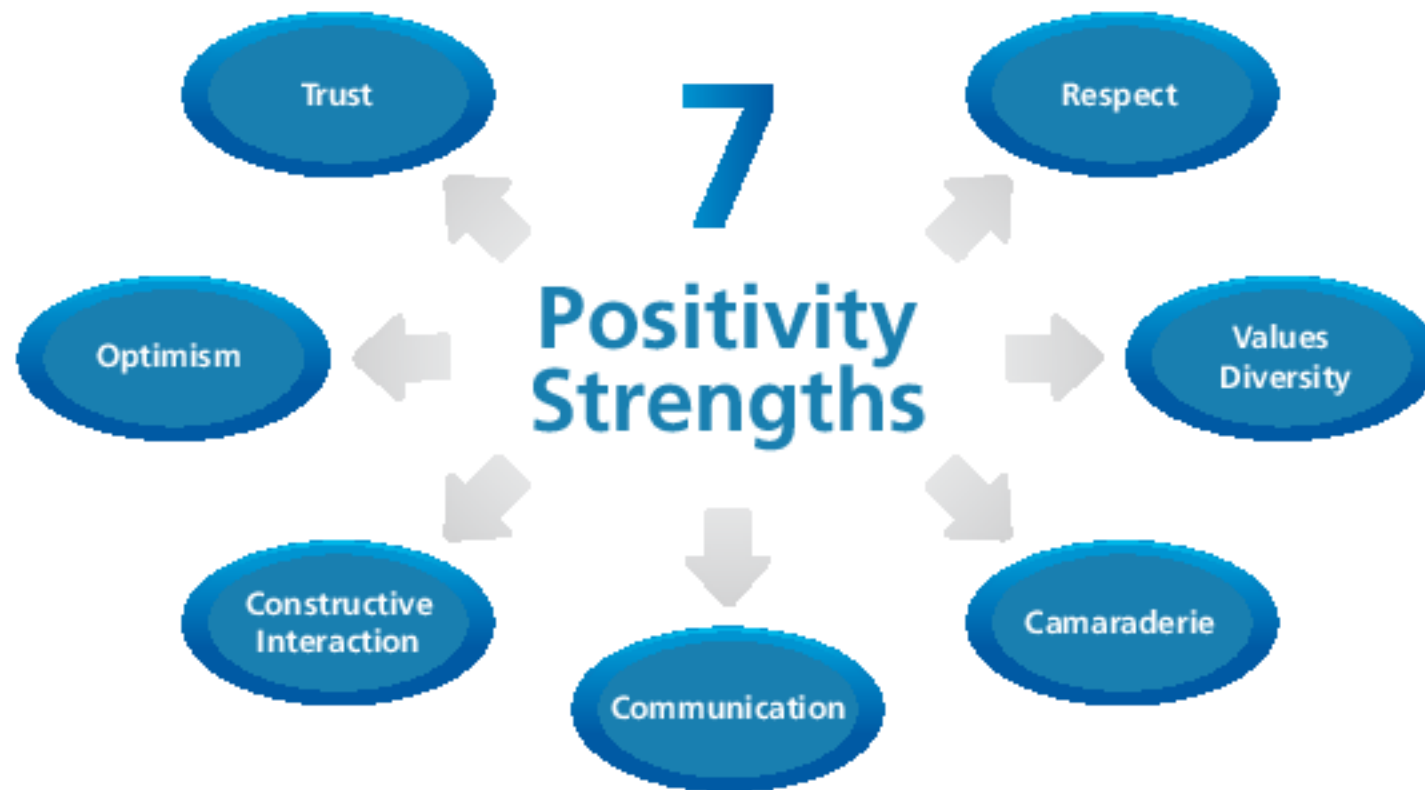 7
Positivity
Strengths
Trust
Respect
Optimism
Values
Diversity
Constructive
Interaction
Camaraderie
Communication